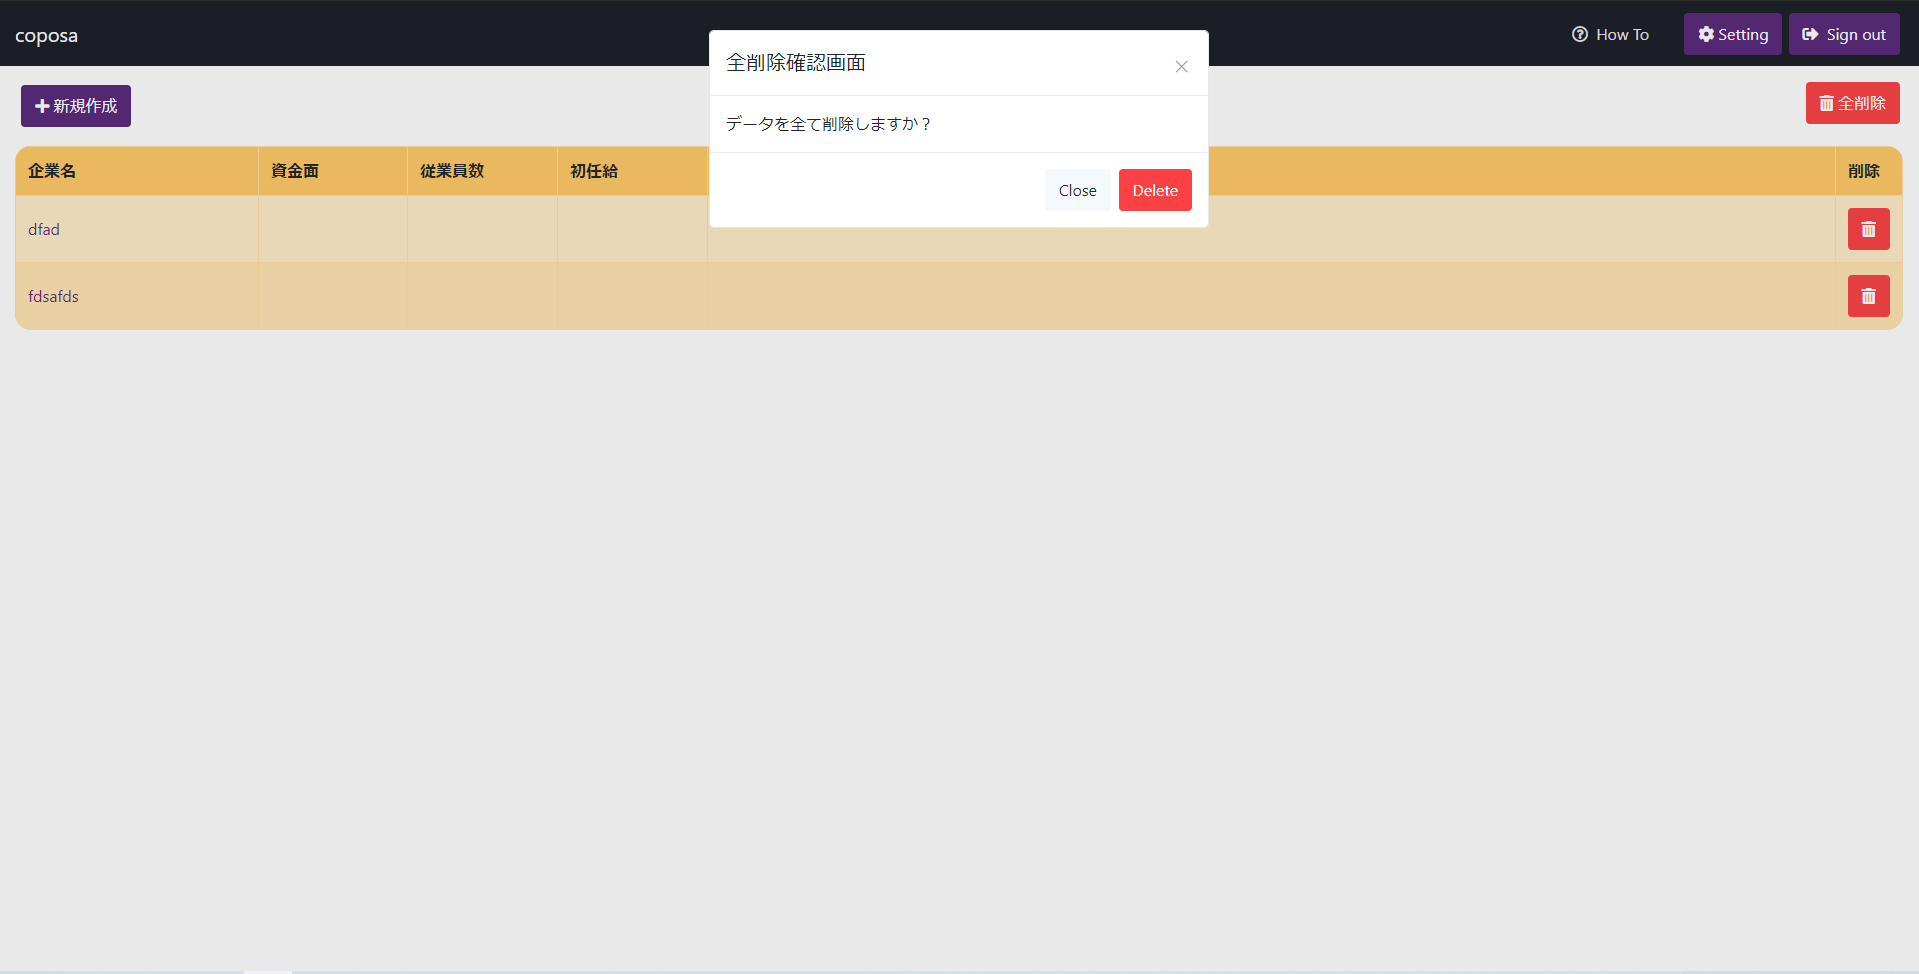 coposa
How To
Setting
Sign out
全削除確認画面
データを全て削除しますか？
Close
Delete
新規作成
全削除
企業名
資金面
従業員数
初任給
削除
dfad
fdsafds